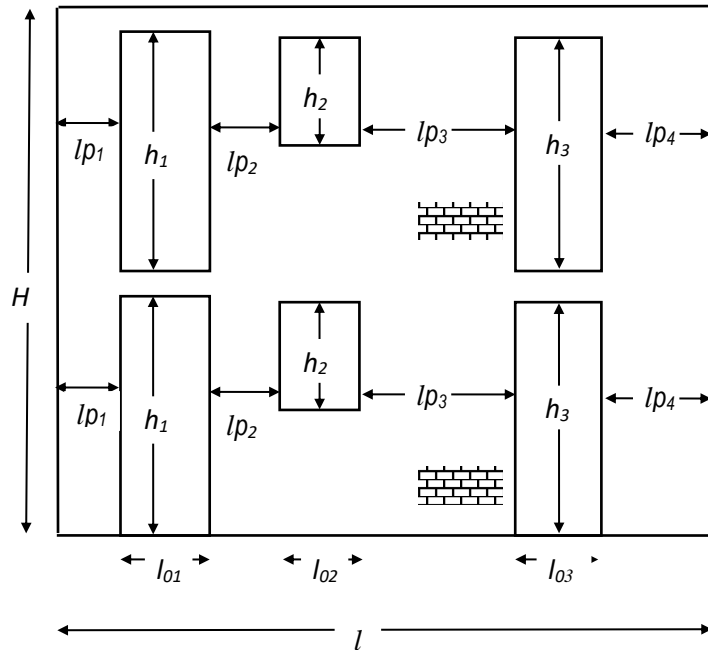 h₂
lp₁ h₁ lp₂ lp₃ h₃ lp₄
H
h₂
lp₁ h₁ lp₂ lp₃ h₃ lp₄
l₀₁ l₀₂ l₀₃
l